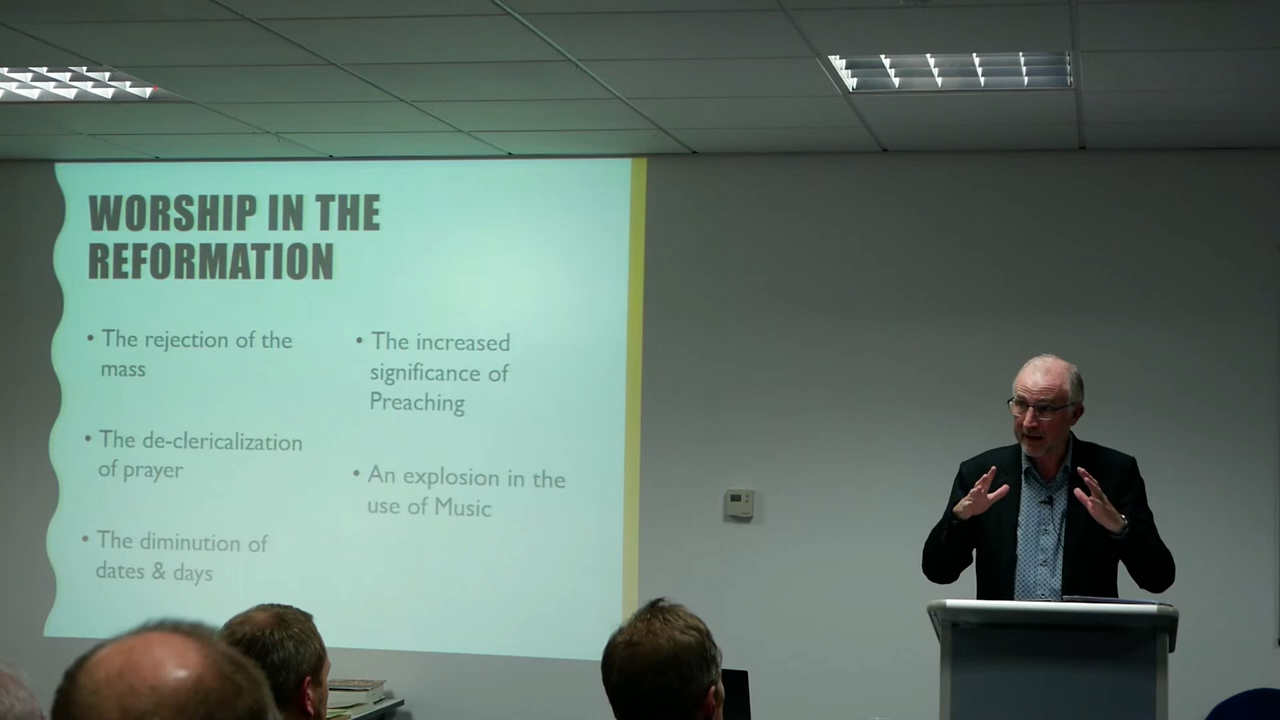 WORSHIP IN THE
REFORMATION
• The rejection of the
mass
• The de-clericalization
of prayer
• The diminution of
dates & days
• The increased
significance of
Preaching
• An explosion in the
use of Music